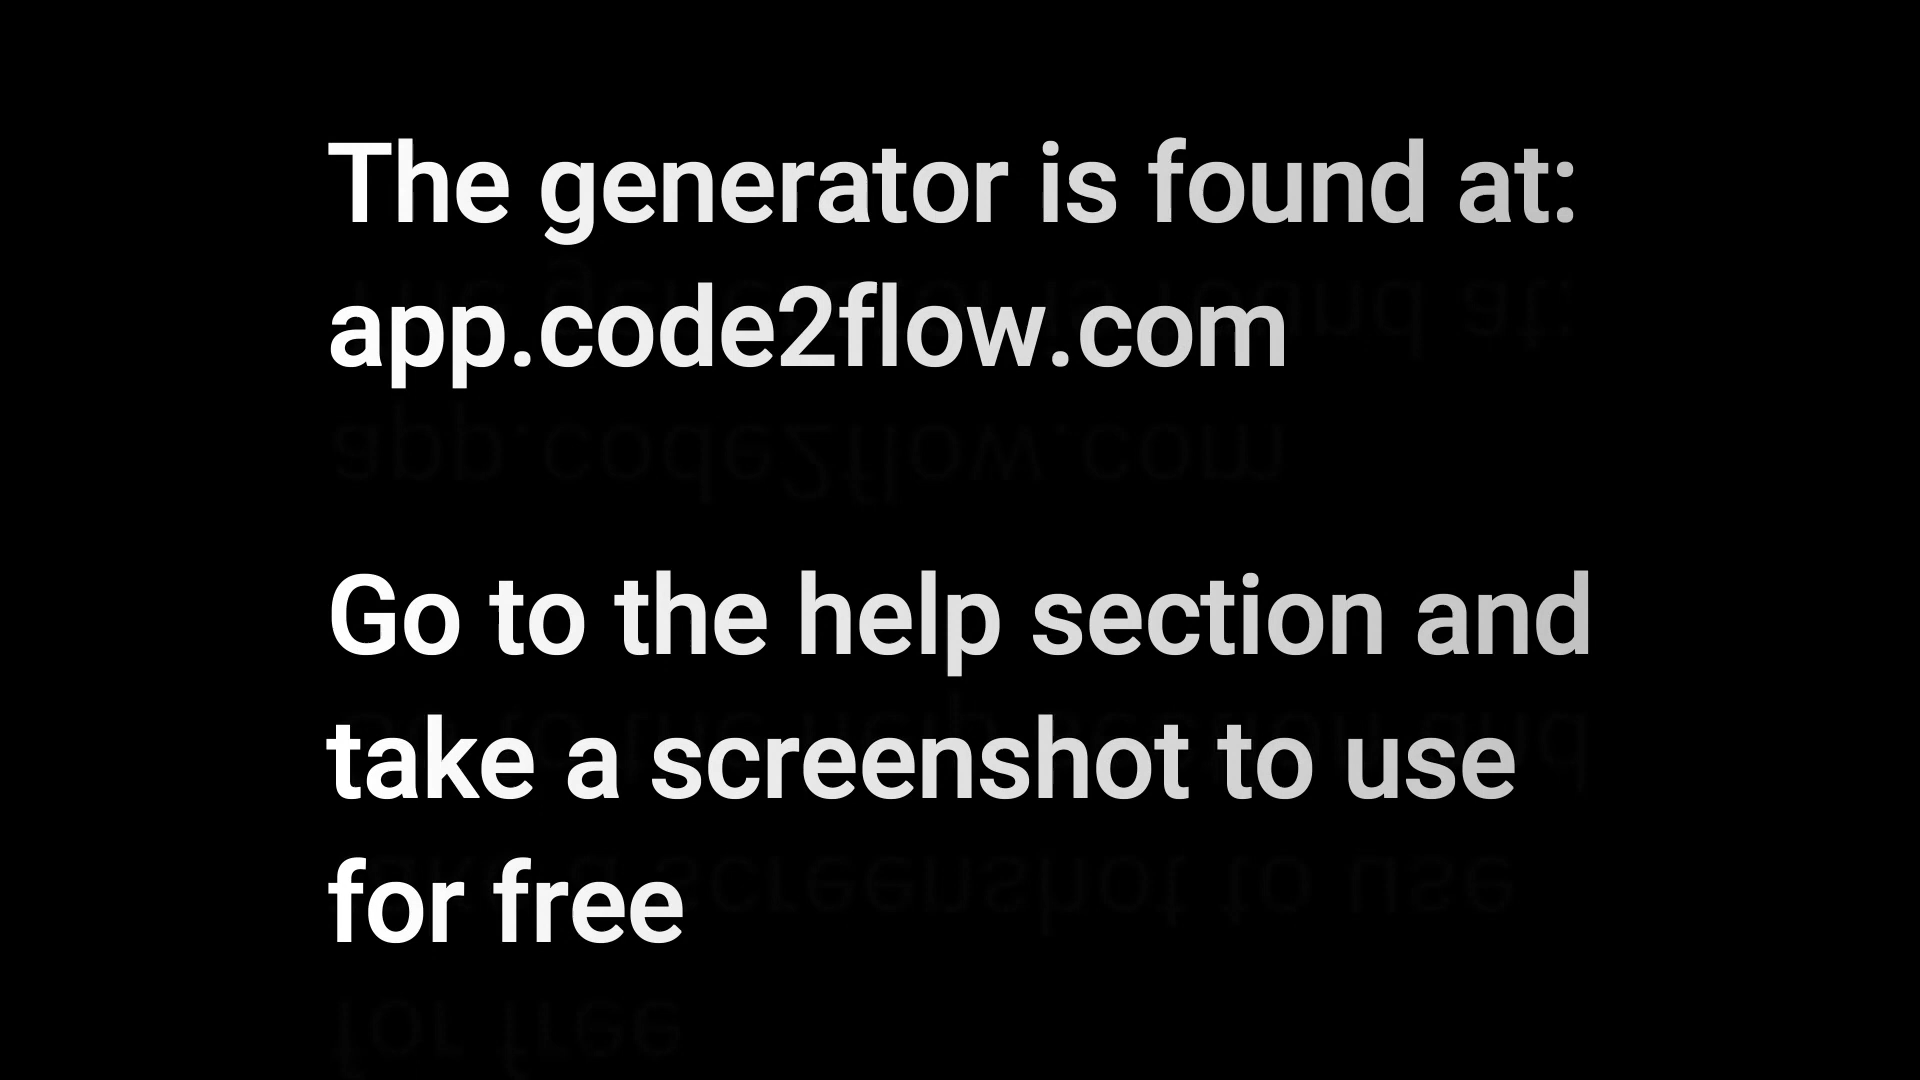 The generator is found at:
app.code2flow.com
Go to the help section and
take a screenshot to use
for free